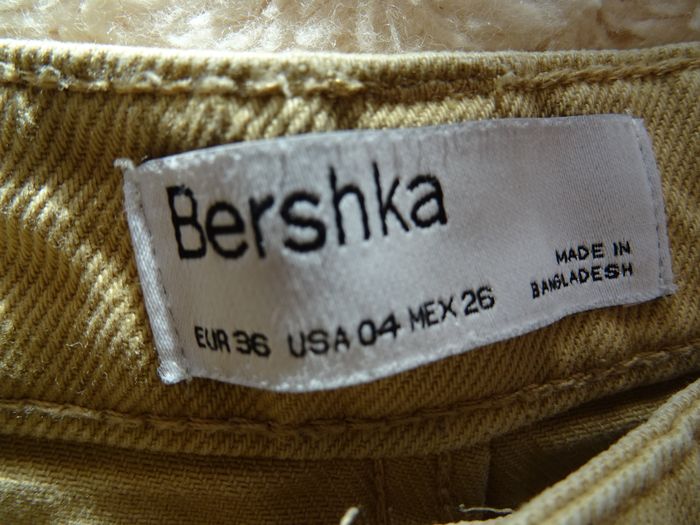 Bershka
MADE IN
BANGLADESH
EUR 36 USA 04 MEX 26